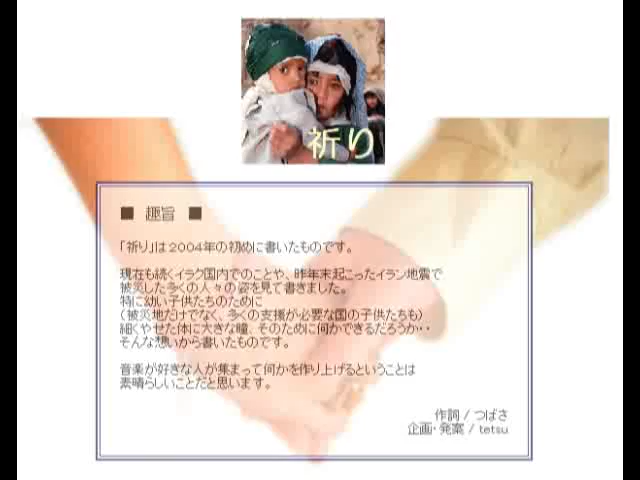 祈り
■ 趣旨 ■
「祈り」は2004年の初めに書いたものです。
現在も続くイラク国内でのことや、昨年末起こったイラン地震で
被災した多くの人々の姿を見て書きました。
特に幼い子供たちのために
（被災地だけでなく、多くの支援が必要な国の子供たちも）
細くやせた体に大きな瞳、そのために何かできるだろうか・・
そんな想いから書いたものです。
音楽が好きな人が集まって何かを作り上げるということは
素晴らしいことだと思います。
作詞 / つばさ
企画・発案 / tetsu